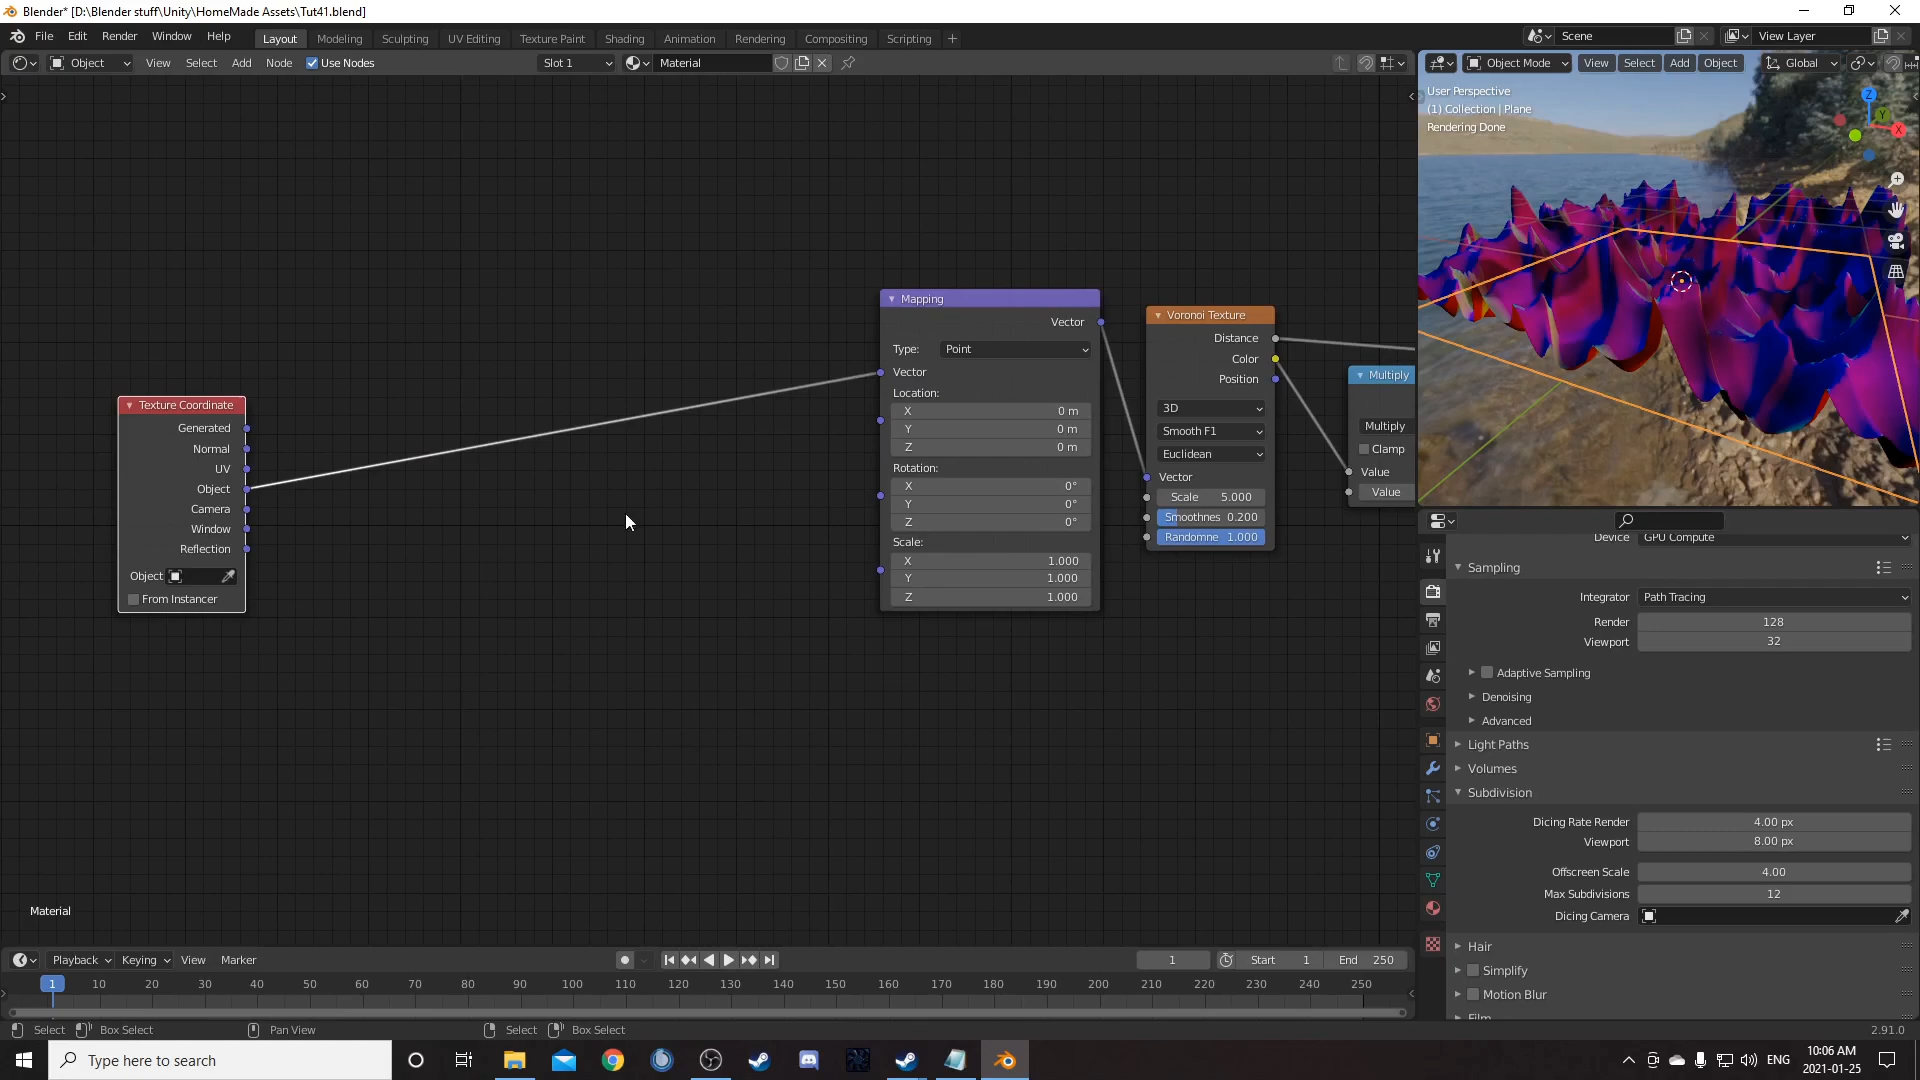 Blender* [D:\Blender stuff\Unity\HomeMade Assets\Tut41.blend]
File Edit Render Window Help Layout Modeling Sculpting UV Editing Texture Paint Shading Animation Rendering Compositing Scripting Scene View Layer
Object View Select Add Node Use Nodes Slot 1 Material
Object Mode View Select Add Object Global
User Perspective
(1) Collection | Plane
Rendering Done
Z
Y
X
Mapping
Vector
Type: Point
Vector
Location:
X 0 m
Y 0 m
Z 0 m
Rotation:
X 0°
Y 0°
Z 0°
Scale:
X 1.000
Y 1.000
Z 1.000
Voronoi Texture
Distance
Color
Position
3D
Smooth F1
Euclidean
Vector
Scale 5.000
Smoothnes 0.200
Randomne 1.000
Multiply
Multiply
Clamp
Value
Value
Texture Coordinate
Generated
Normal
UV
Object
Camera
Window
Reflection
Object
From Instancer
Device GPU Compute
Sampling
Integrator Path Tracing
Render 128
Viewport 32
Adaptive Sampling
Denoising
Advanced
Light Paths
Volumes
Subdivision
Dicing Rate Render 4.00 px
Viewport 8.00 px
Offscreen Scale 4.00
Max Subdivisions 12
Dicing Camera
Hair
Simplify
Motion Blur
Film
Material
Playback Keying View Marker 1 Start 1 End 250
1 10 20 30 40 50 60 70 80 90 100 110 120 130 140 150 160 170 180 190 200 210 220 230 240 250
Select Box Select Pan View Select Box Select 2.91.0
Type here to search
ENG
10:06 AM
2021-01-25